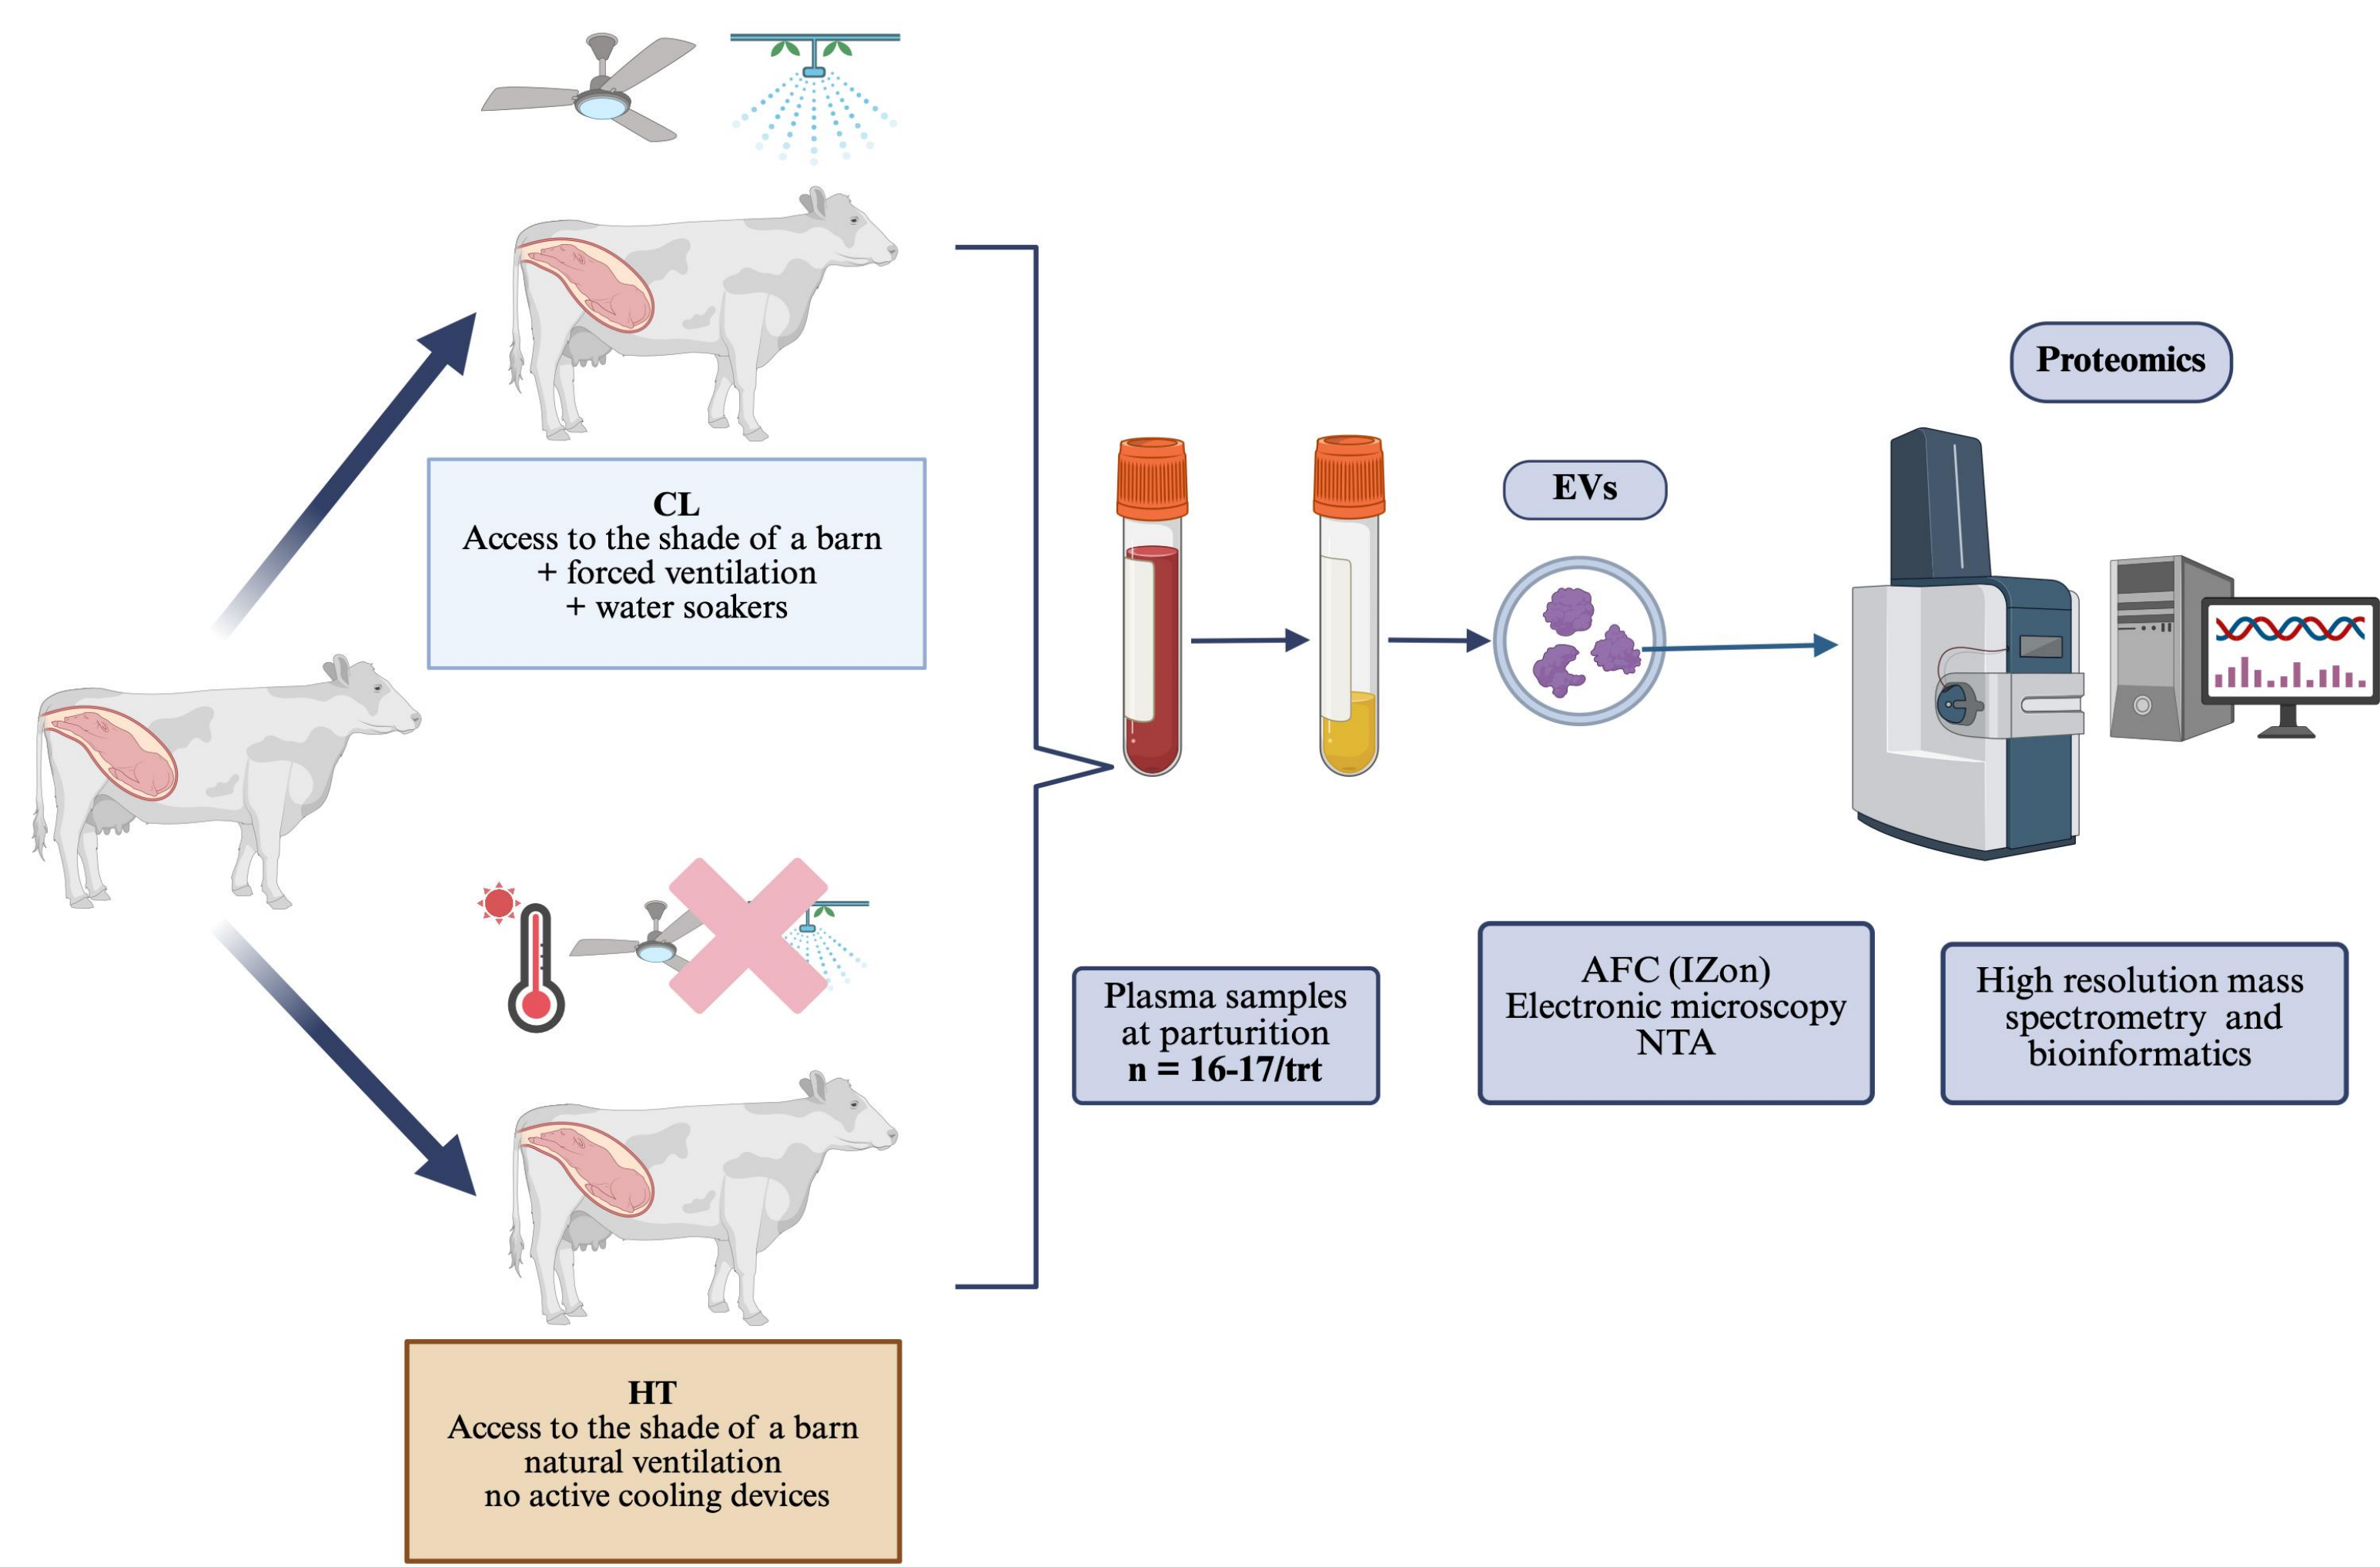 CL
Access to the shade of a barn
+ forced ventilation
+ water soakers
HT
Access to the shade of a barn
natural ventilation
no active cooling devices
Plasma samples
at parturition
n = 16-17/trt
EVs
AFC (IZon)
Electronic microscopy
NTA
Proteomics
High resolution mass
spectrometry and
bioinformatics